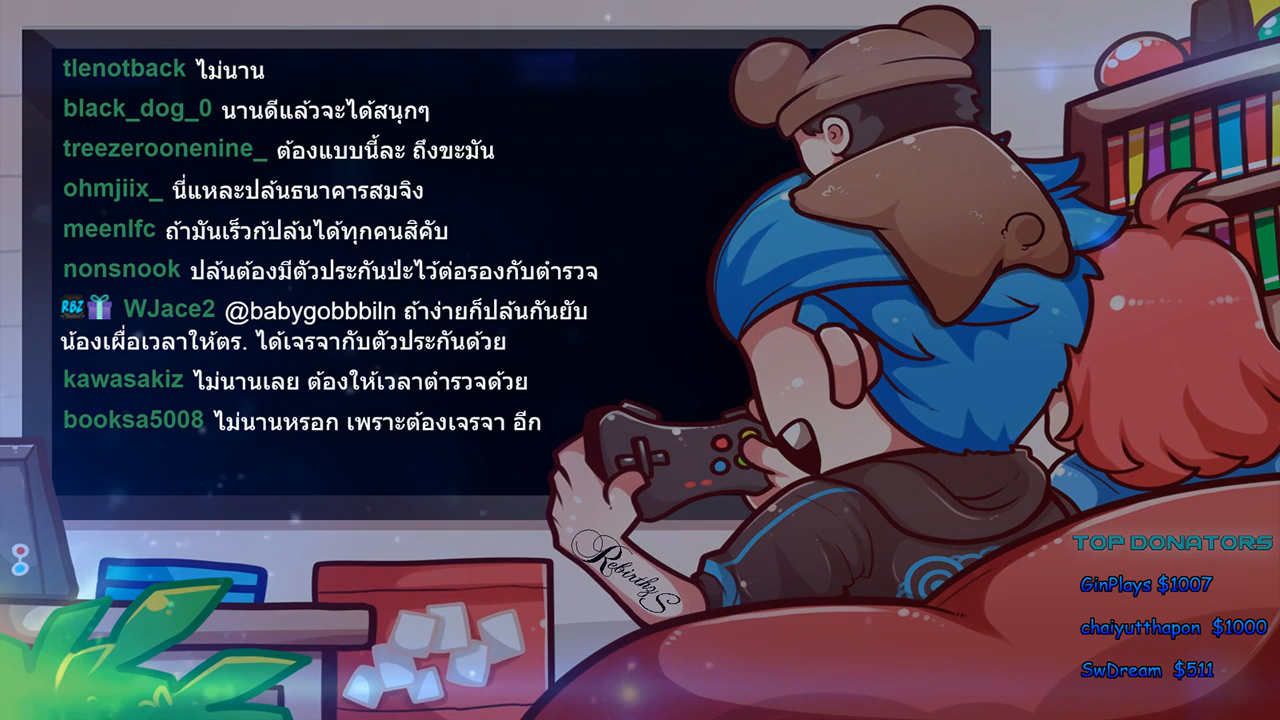 tlenotback ไม่นาน
black_dog_0 นานดีแล้วจะได้สนุกๆ
treezeroonenine_ ต้องแบบนี้ละ ถึงขะมัน
ohmjiix_ นี่แหละปล้นธนาคารสมจิง
meenlfc ถ้ามันเร็วก้ปล้นได้ทุกคนสิคับ
nonsnook ปล้นต้องมีตัวประกันป่ะไว้ต่อรองกับตำรวจ
RBZ WJace2 @babygobbbiln ถ้าง่ายก็ปล้นกันยับ
น้องเผื่อเวลาให้ตร. ได้เจรจากับตัวประกันด้วย
kawasakiz ไม่นานเลย ต้องให้เวลาตำรวจด้วย
booksa5008 ไม่นานหรอก เพราะต้องเจรจา อีก
RebirthzS
TOP DONATORS
GinPlays $1007
chaiyutthapon $1000
SwDream $511